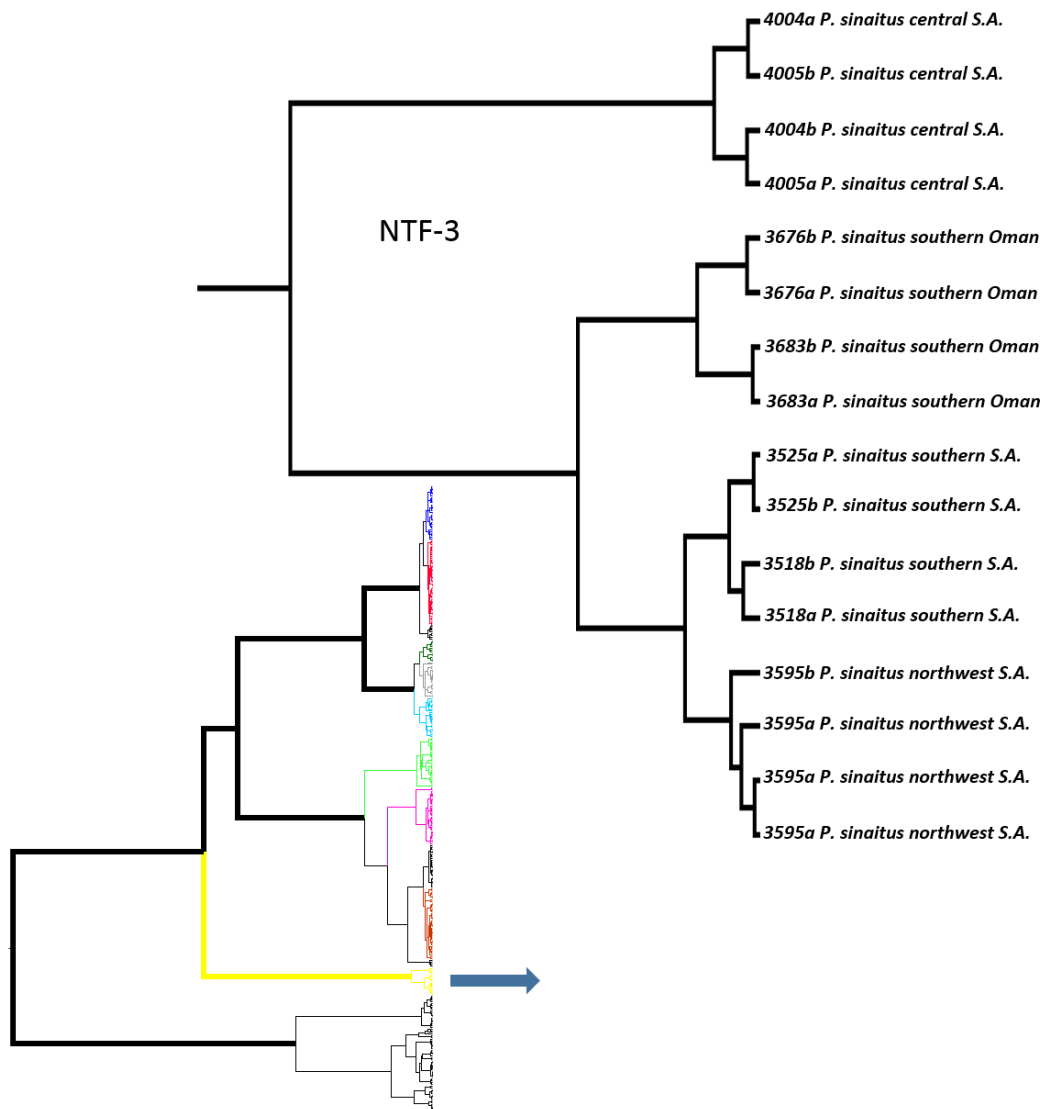 4004a P. sinaitus central S.A.
4005b P. sinaitus central S.A.
4004b P. sinaitus central S.A.
4005a P. sinaitus central S.A.
NTF-3
3676b P. sinaitus southern Oman
3676a P. sinaitus southern Oman
3683b P. sinaitus southern Oman
3683a P. sinaitus southern Oman
3525a P. sinaitus southern S.A.
3525b P. sinaitus southern S.A.
3518b P. sinaitus southern S.A.
3518a P. sinaitus southern S.A.
3595b P. sinaitus northwest S.A.
3595a P. sinaitus northwest S.A.
3595a P. sinaitus northwest S.A.
3595a P. sinaitus northwest S.A.